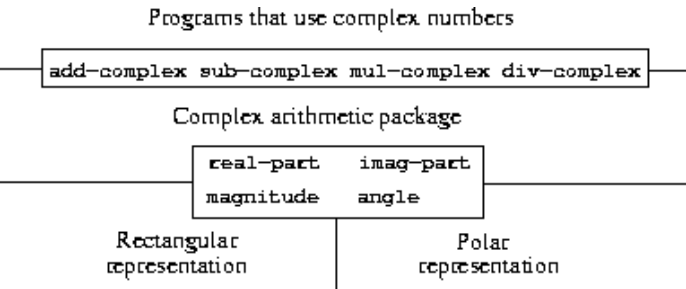 Programs that use complex numbers
add-complex sub-complex mul-complex div-complex
Complex arithmetic package
real-part imag-part
magnitude angle
Rectangular
representation
Polar
representation